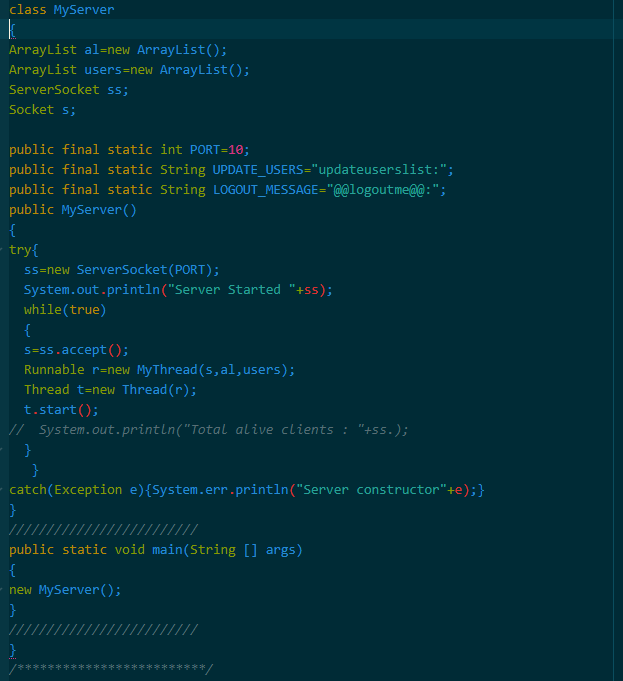 class MyServer
{
ArrayList al=new ArrayList();
ArrayList users=new ArrayList();
ServerSocket ss;
Socket s;

public final static int PORT=10;
public final static String UPDATE_USERS="updateuserslist:";
public final static String LOGOUT_MESSAGE="@@logoutme@@:";
public MyServer()
{
try{
  ss=new ServerSocket(PORT);
  System.out.println("Server Started "+ss);
  while(true)
  {
  s=ss.accept();
  Runnable r=new MyThread(s,al,users);
  Thread t=new Thread(r);
  t.start();
//  System.out.println("Total alive clients : "+ss.);
  }
   }
catch(Exception e){System.err.println("Server constructor"+e);}
}
/////////////////////////
public static void main(String [] args)
{
new MyServer();
}
/////////////////////////
}
/*************************/